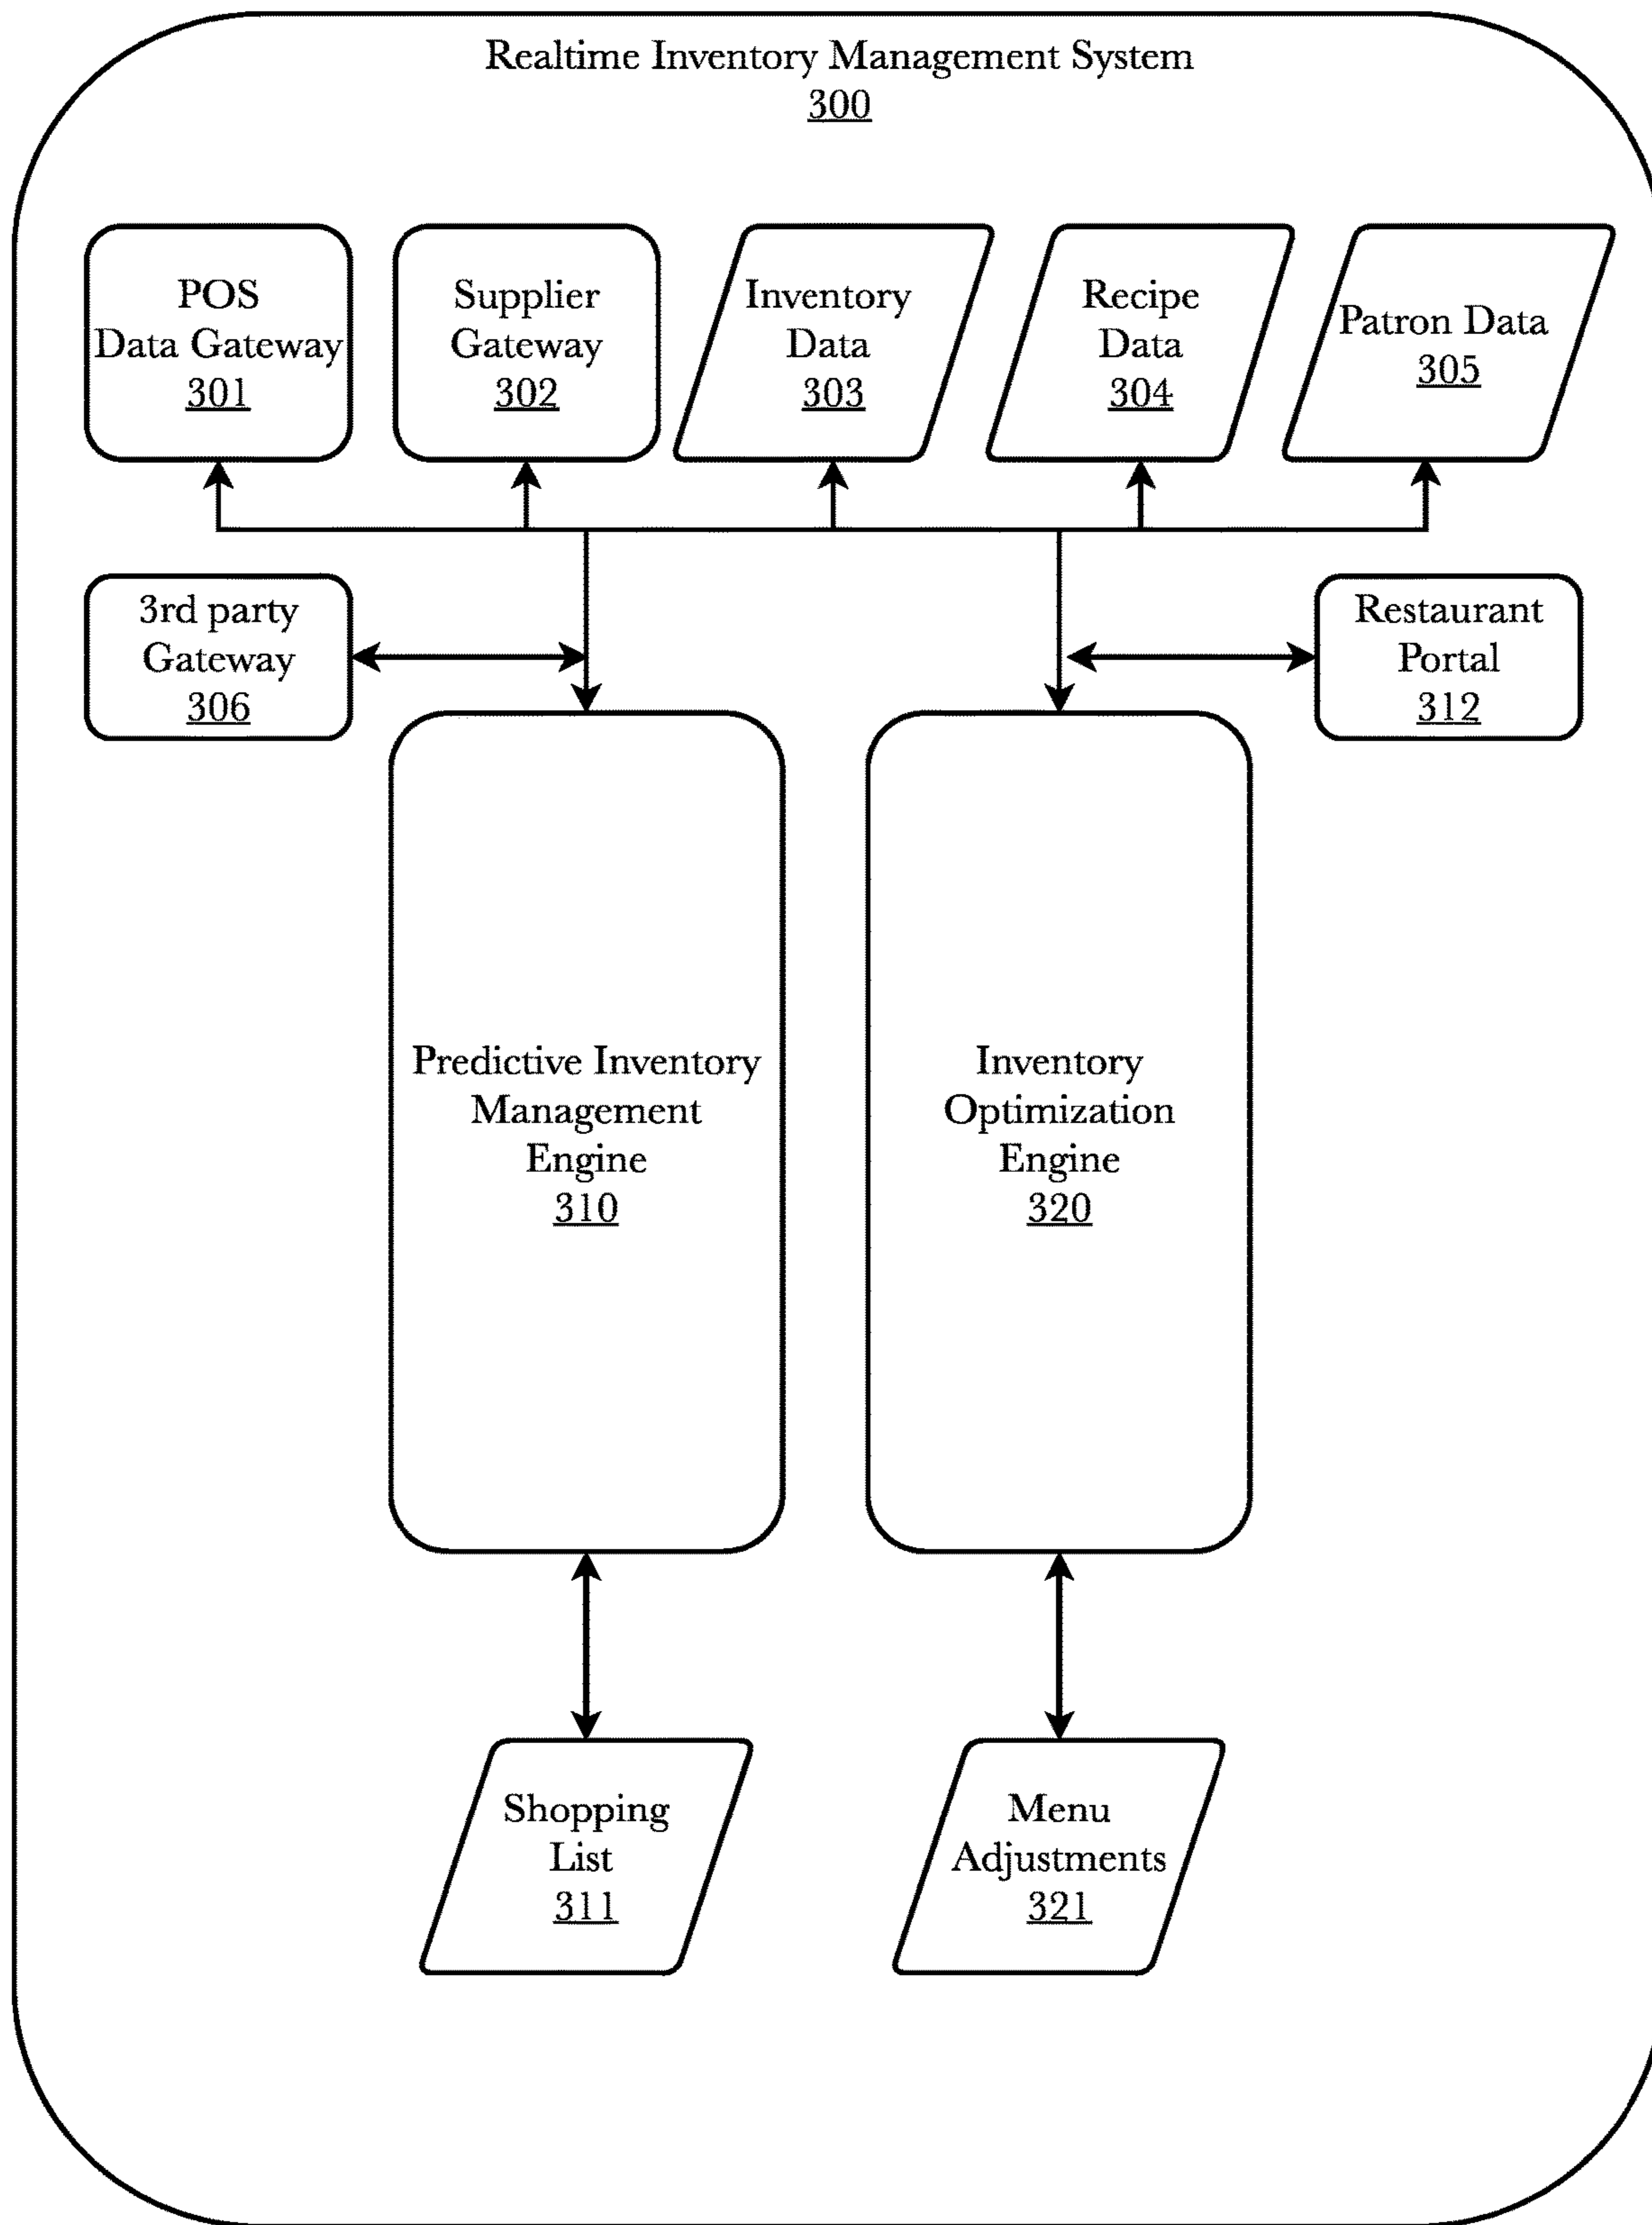 Realtime Inventory Management System
300
POS
Data Gateway
301
Supplier
Gateway
302
Inventory
Data
303
Recipe
Data
304
Patron Data
305
3rd party
Gateway
306
Restaurant
Portal
312
Predictive Inventory
Management
Engine
310
Inventory
Optimization
Engine
320
Shopping
List
311
Menu
Adjustments
321